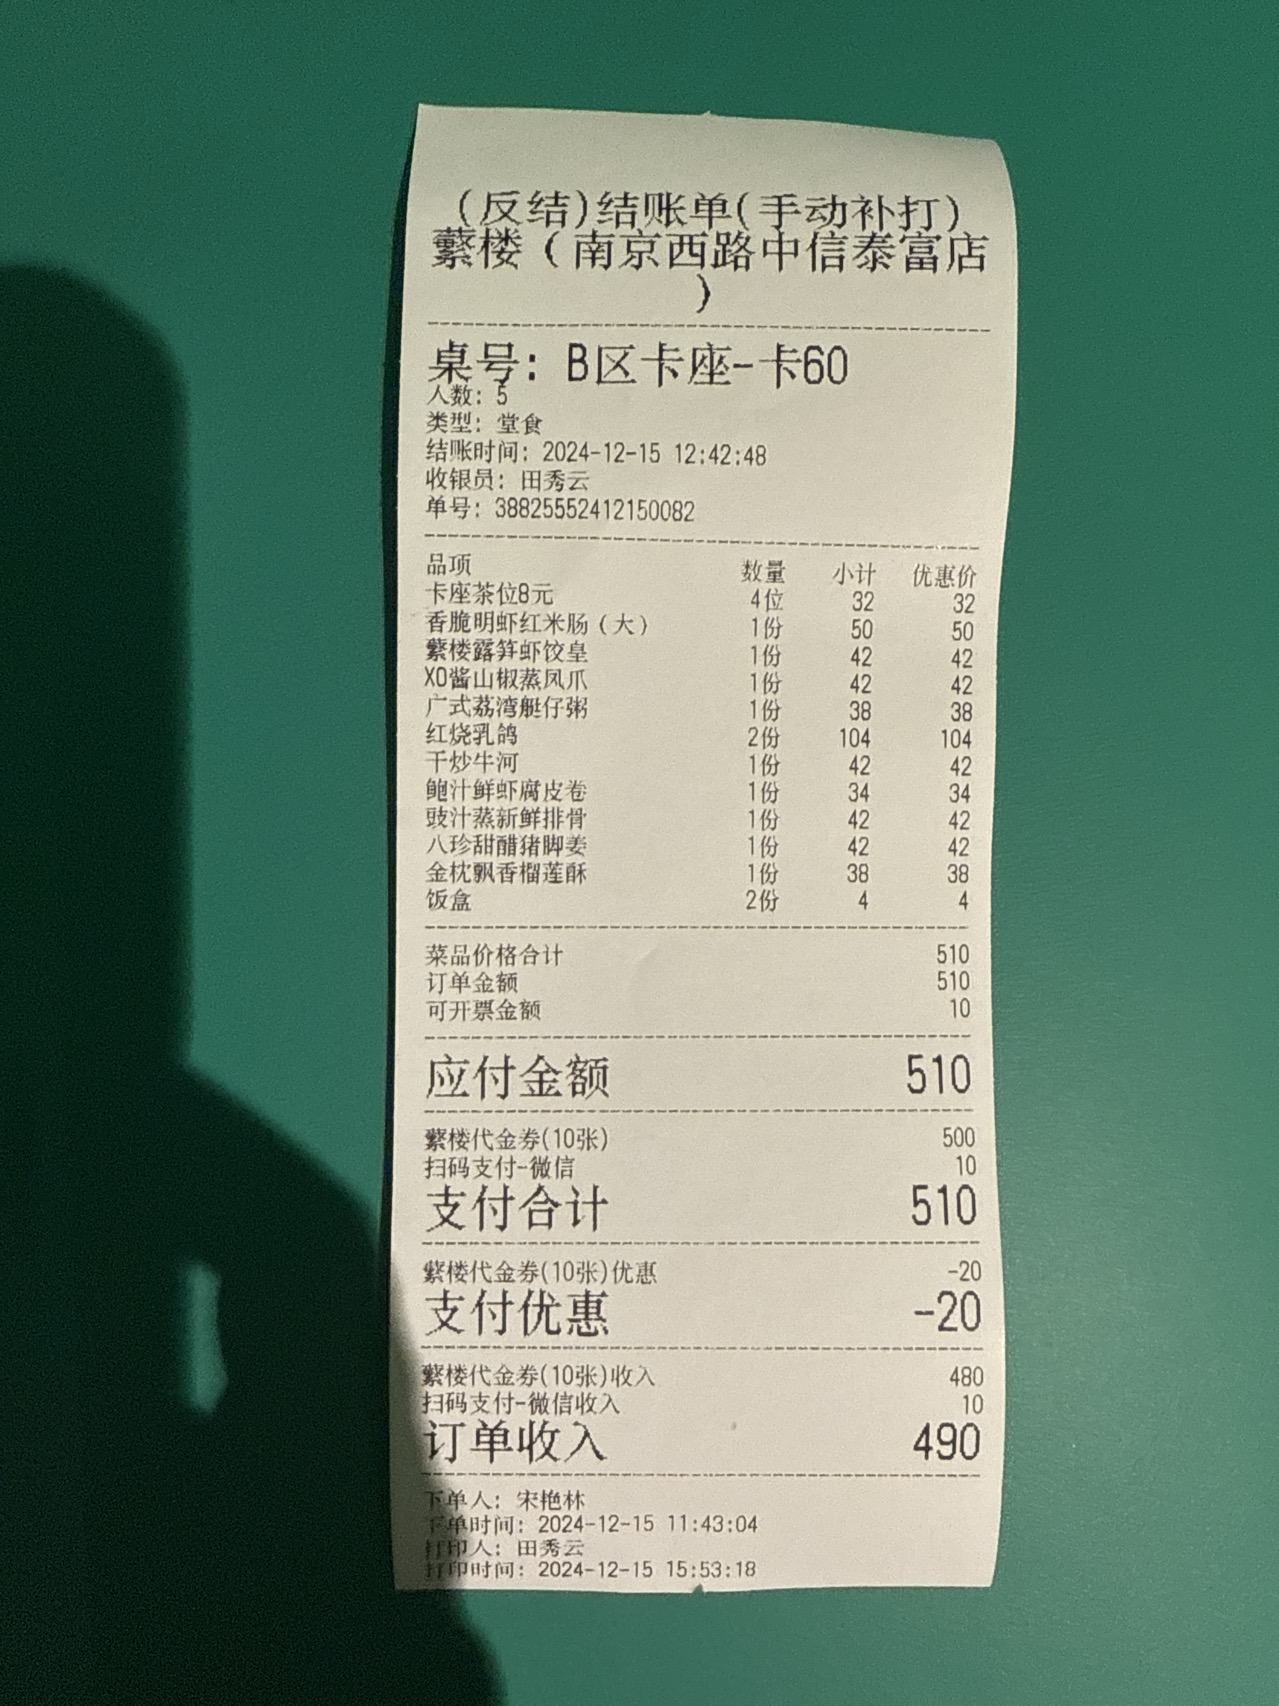 (反结)结账单(手动补打)
蘩楼（南京西路中信泰富店
）
桌号: B区卡座-卡60
人数: 5
类型: 堂食
结账时间: 2024-12-15 12:42:48
收银员: 田秀云
单号: 38825552412150082
品项 数量 小计 优惠价
卡座茶位8元 4位 32 32
香脆明虾红米肠（大） 1份 50 50
蘩楼露笋虾饺皇 1份 42 42
XO酱山椒蒸凤爪 1份 42 42
广式荔湾艇仔粥 1份 38 38
红烧乳鸽 2份 104 104
干炒牛河 1份 42 42
鲍汁鲜虾腐皮卷 1份 34 34
豉汁蒸新鲜排骨 1份 42 42
八珍甜醋猪脚姜 1份 42 42
金枕飘香榴莲酥 1份 38 38
饭盒 2份 4 4
菜品价格合计 510
订单金额 510
可开票金额 10
应付金额 510
蘩楼代金券(10张) 500
扫码支付-微信 10
支付合计 510
蘩楼代金券(10张)优惠 -20
支付优惠 -20
蘩楼代金券(10张)收入 480
扫码支付-微信收入 10
订单收入 490
下单人: 宋艳林
下单时间: 2024-12-15 11:43:04
打印人: 田秀云
打印时间: 2024-12-15 15:53:18